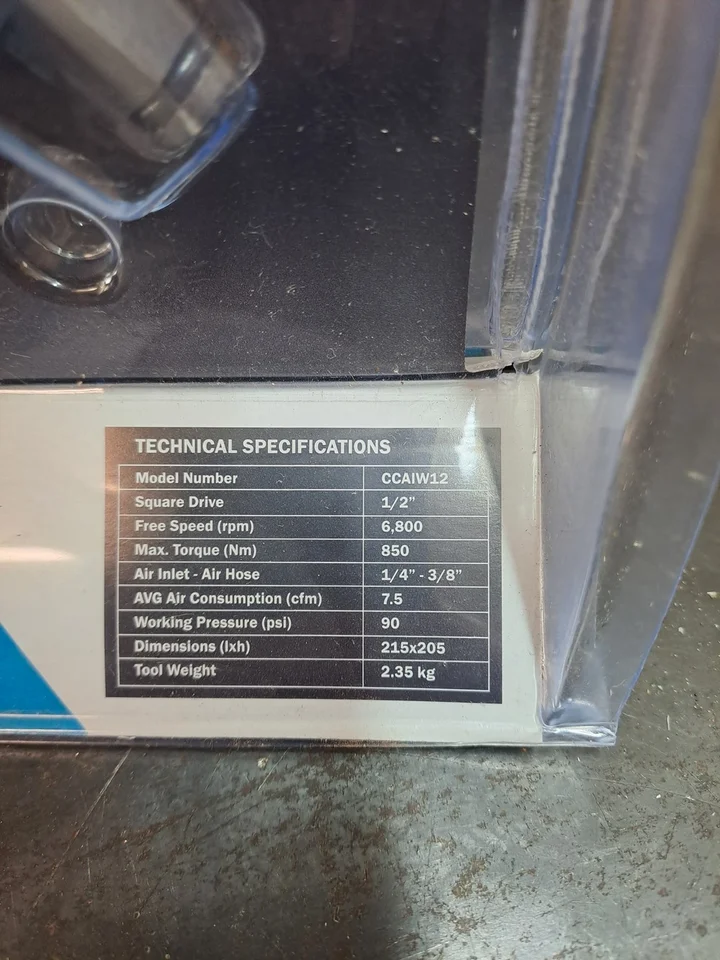 TECHNICAL SPECIFICATIONS
Model Number CCAIW12
Square Drive 1/2"
Free Speed (rpm) 6,800
Max. Torque (Nm) 850
Air Inlet - Air Hose 1/4" - 3/8"
AVG Air Consumption (cfm) 7.5
Working Pressure (psi) 90
Dimensions (lxh) 215x205
Tool Weight 2.35 kg